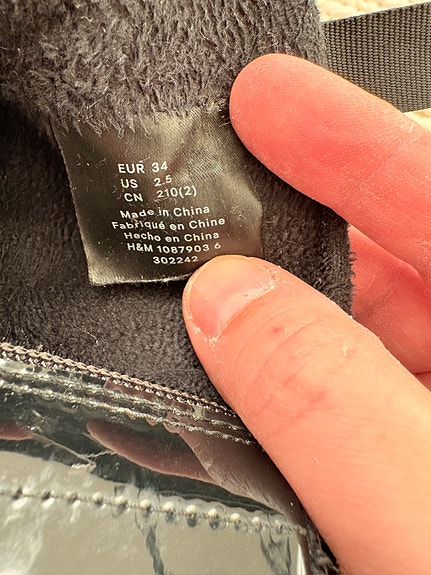 EUR 34
US 2.5
CN 210(2)
Made in China
Fabriqué en Chine
Hecho en China
H&M 1087903 6
302242